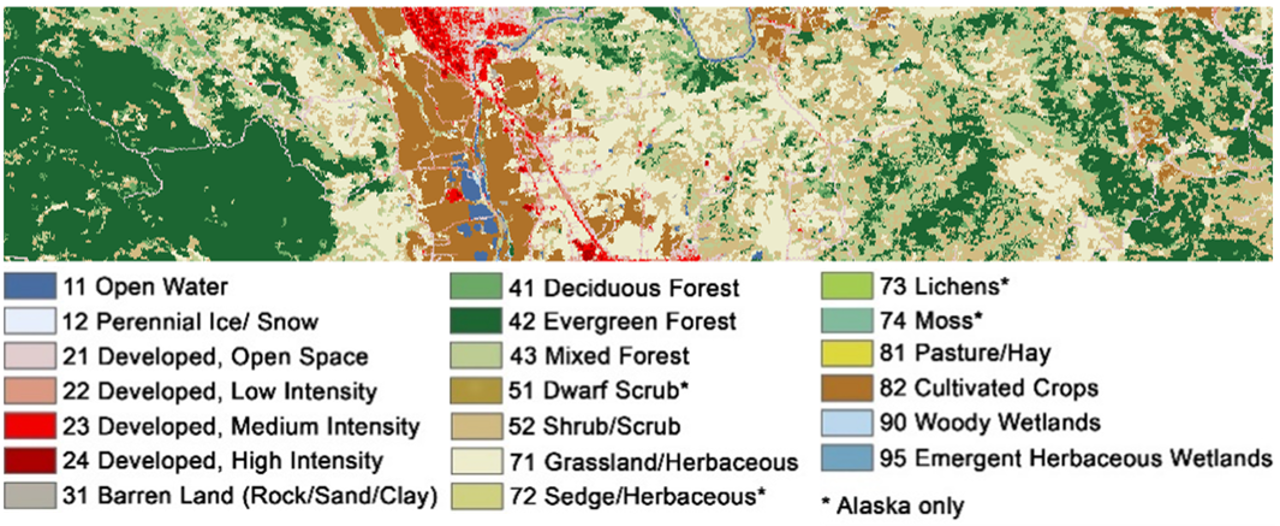 11 Open Water
12 Perennial Ice/ Snow
21 Developed, Open Space
22 Developed, Low Intensity
23 Developed, Medium Intensity
24 Developed, High Intensity
31 Barren Land (Rock/Sand/Clay)
41 Deciduous Forest
42 Evergreen Forest
43 Mixed Forest
51 Dwarf Scrub*
52 Shrub/Scrub
71 Grassland/Herbaceous
72 Sedge/Herbaceous*
73 Lichens*
74 Moss*
81 Pasture/Hay
82 Cultivated Crops
90 Woody Wetlands
95 Emergent Herbaceous Wetlands
* Alaska only